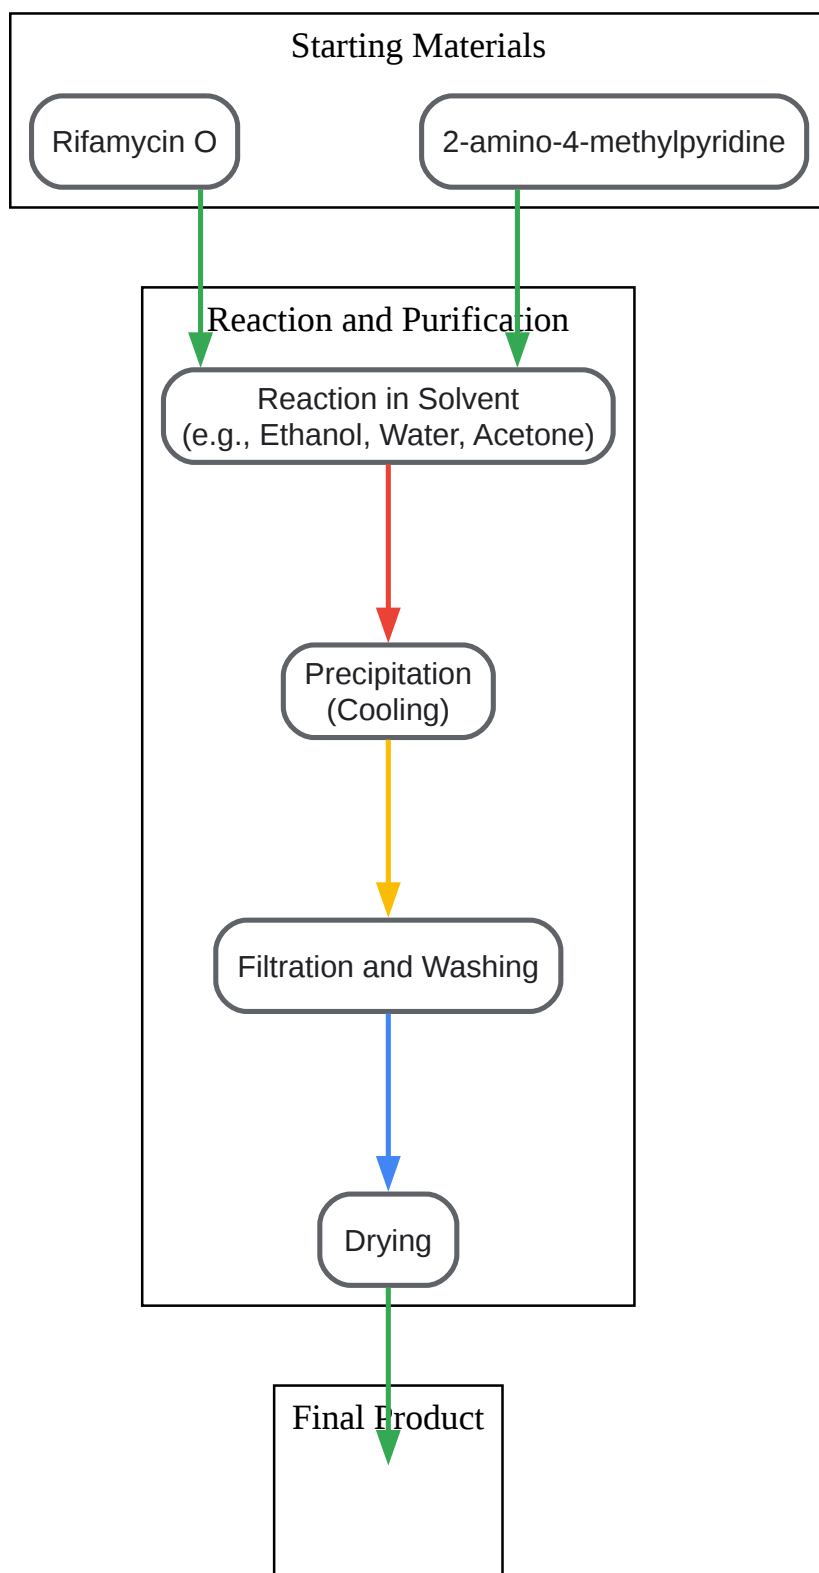 Starting Materials
Rifamycin O
2-amino-4-methylpyridine
Reaction and Purification
Reaction in Solvent
(e.g., Ethanol, Water, Acetone)
Precipitation
(Cooling)
Filtration and Washing
Drying
Final Product